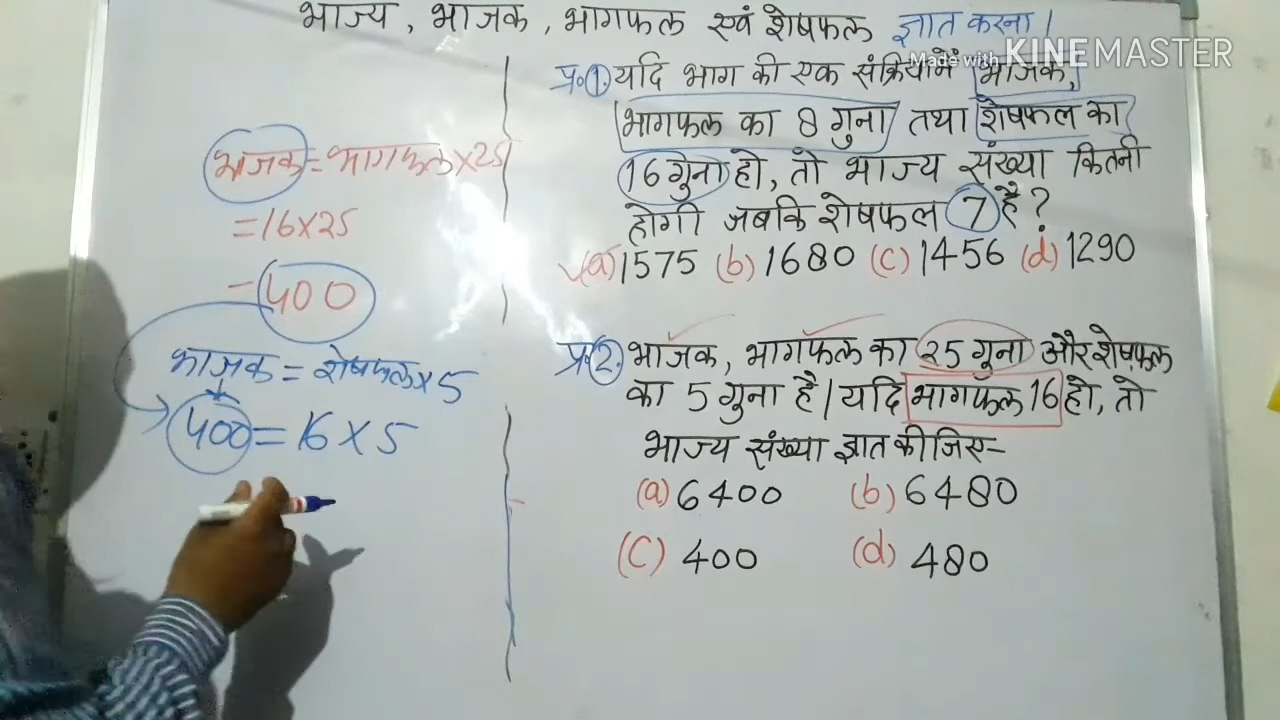 भाज्य, भाजक, भागफल एवं शेषफल ज्ञात करना।
Made with KINEMASTER
प्र.1. यदि भाग की एक संक्रिया में भाजक,
भागफल का 8 गुना तथा शेषफल का
16 गुना हो, तो भाज्य संख्या कितनी
होगी जबकि शेषफल 7 है?
(a) 1575 (b) 1680 (c) 1456 (d) 1290
प्र.2. भाजक, भागफल का 25 गूना और शेषफल
का 5 गुना है। यदि भागफल 16 हो, तो
भाज्य संख्या ज्ञात कीजिए-
(a) 6400 (b) 6480
(c) 400 (d) 480
भाजक = भागफल × 25
= 16 × 25
= 400
भाजक = शेषफल × 5
400 = 16 × 5